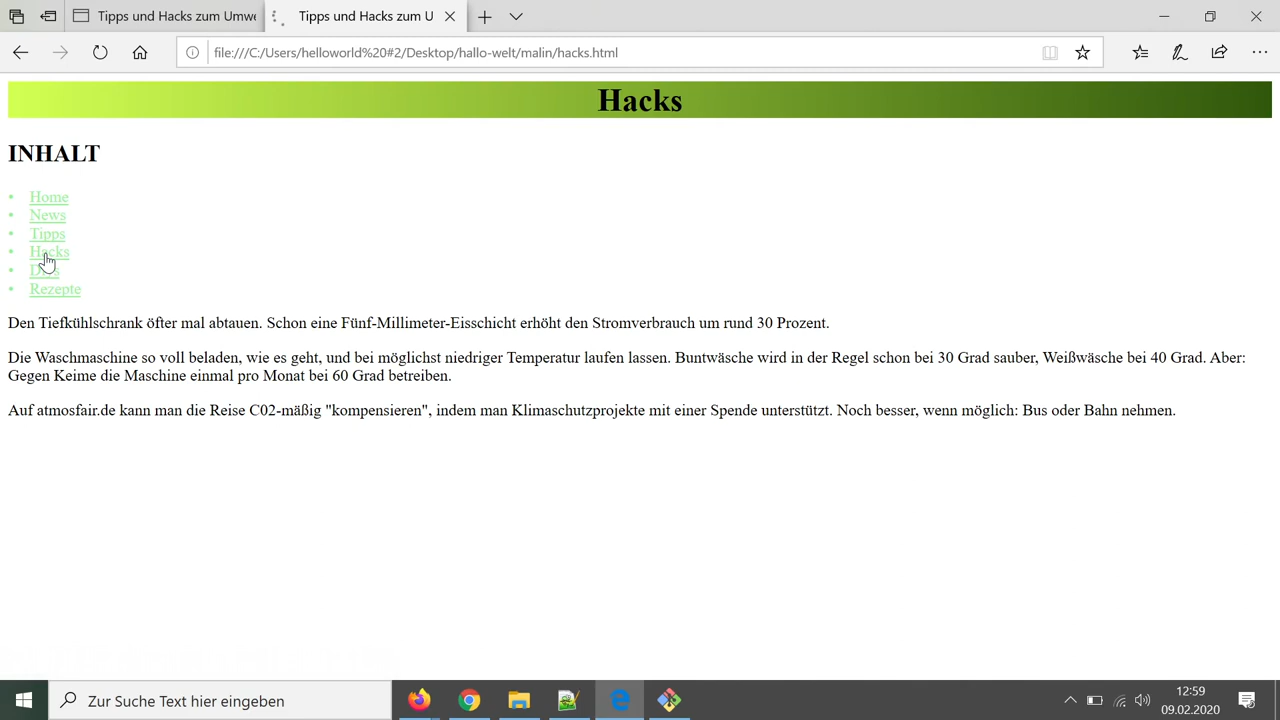 Tipps und Hacks zum Umwe
Tipps und Hacks zum U
file:///C:/Users/helloworld%20#2/Desktop/hallo-welt/malin/hacks.html
Hacks
INHALT
• Home
• News
• Tipps
• Hacks
•
• Rezepte
Den Tiefkühlschrank öfter mal abtauen. Schon eine Fünf-Millimeter-Eisschicht erhöht den Stromverbrauch um rund 30 Prozent.
Die Waschmaschine so voll beladen, wie es geht, und bei möglichst niedriger Temperatur laufen lassen. Buntwäsche wird in der Regel schon bei 30 Grad sauber, Weißwäsche bei 40 Grad. Aber:
Gegen Keime die Maschine einmal pro Monat bei 60 Grad betreiben.
Auf atmosfair.de kann man die Reise C02-mäßig "kompensieren", indem man Klimaschutzprojekte mit einer Spende unterstützt. Noch besser, wenn möglich: Bus oder Bahn nehmen.
Zur Suche Text hier eingeben
12:59
09.02.2020